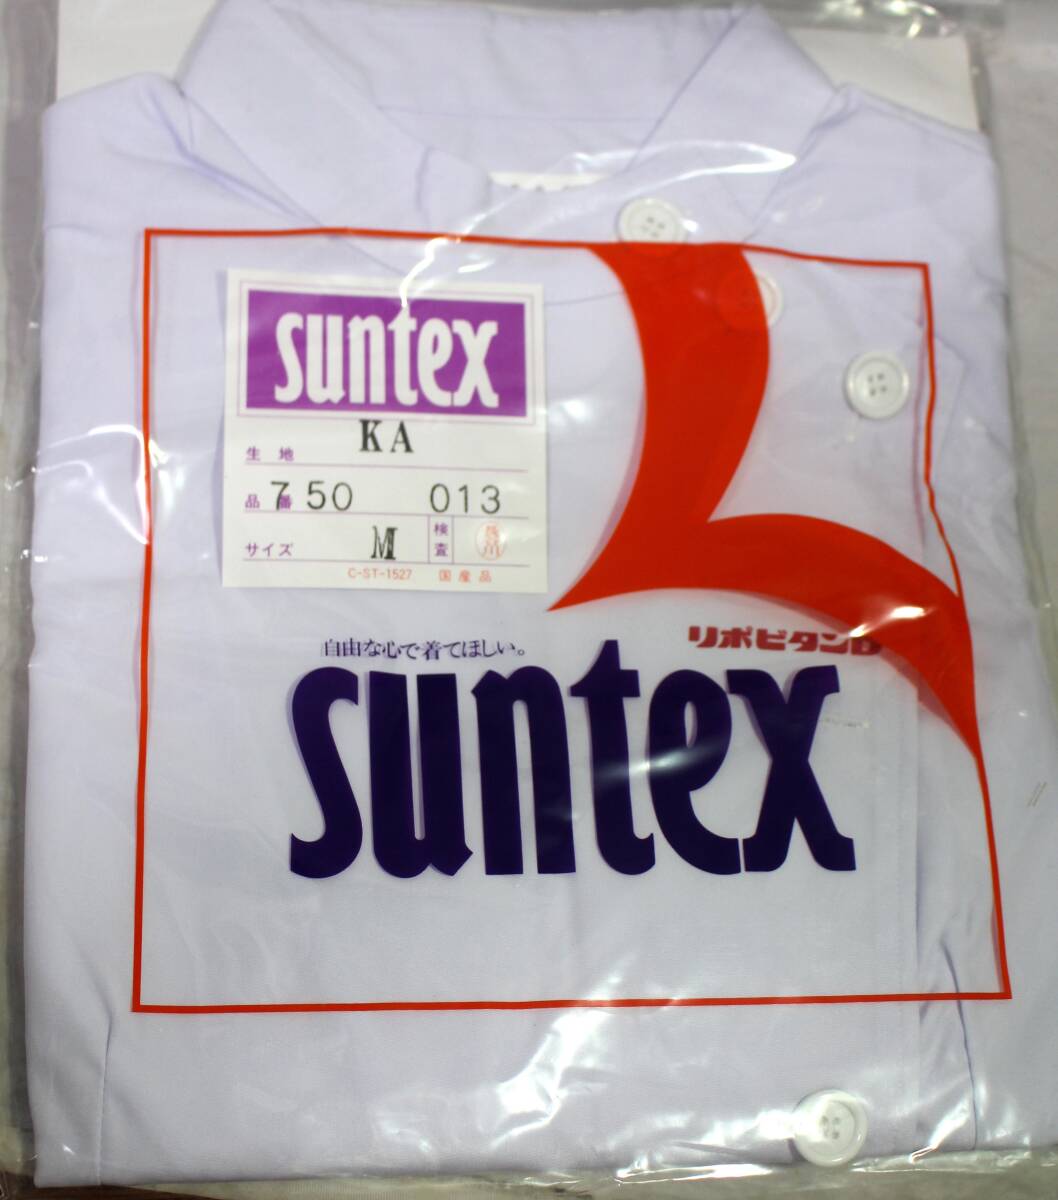 suntex
生地 KA
品番 750 013
サイズ M 検査
C-ST-1527 国産品
自由な心で着てほしい。
リポビタンD
suntex